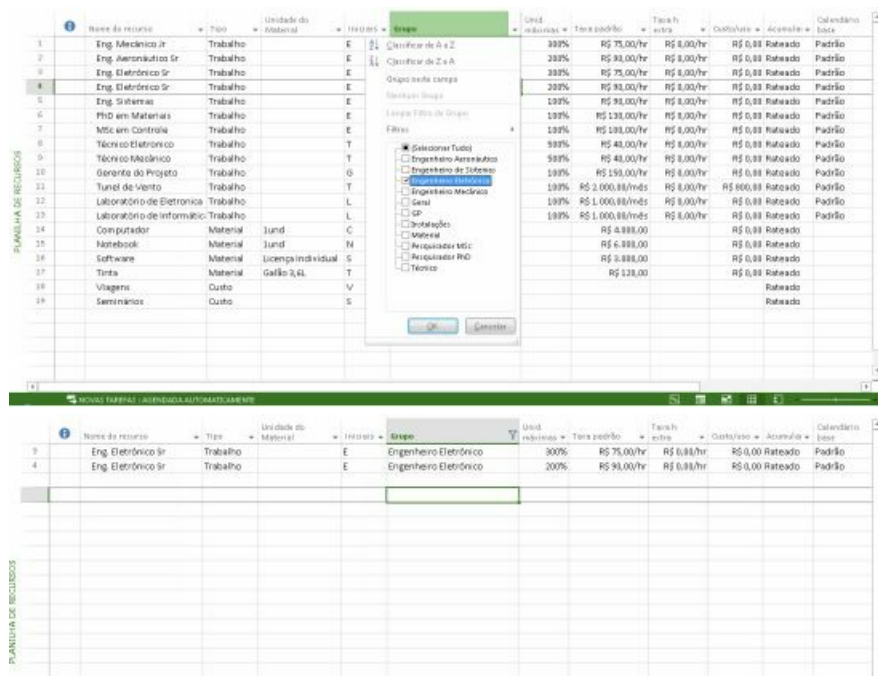 Nome do recurso Tipo Unidade do Material Iniciais Grupo Unid. máximas Taxa padrão Taxa h. extra Custo/uso Acumular Calendário base
1 Eng. Mecânico Jr Trabalho E 300% R$ 75,00/hr R$ 0,00/hr R$ 0,00 Rateado Padrão
2 Eng. Aeronáutico Sr Trabalho E 200% R$ 90,00/hr R$ 0,00/hr R$ 0,00 Rateado Padrão
3 Eng. Eletrônico Sr Trabalho E 300% R$ 75,00/hr R$ 0,00/hr R$ 0,00 Rateado Padrão
4 Eng. Eletrônico Sr Trabalho E 200% R$ 90,00/hr R$ 0,00/hr R$ 0,00 Rateado Padrão
5 Eng. Sistemas Trabalho E 100% R$ 90,00/hr R$ 0,00/hr R$ 0,00 Rateado Padrão
6 PhD em Materiais Trabalho E 100% R$ 130,00/hr R$ 0,00/hr R$ 0,00 Rateado Padrão
7 MSc em Controle Trabalho E 100% R$ 100,00/hr R$ 0,00/hr R$ 0,00 Rateado Padrão
8 Técnico Eletronico Trabalho T 900% R$ 40,00/hr R$ 0,00/hr R$ 0,00 Rateado Padrão
9 Técnico Mecânico Trabalho T 500% R$ 40,00/hr R$ 0,00/hr R$ 0,00 Rateado Padrão
10 Gerente do Projeto Trabalho G 100% R$ 150,00/hr R$ 0,00/hr R$ 0,00 Rateado Padrão
11 Tunel de Vento Trabalho T 100% R$ 2.000,00/mês R$ 0,00/hr R$ 800,00 Rateado Padrão
12 Laboratório de Eletronica Trabalho L 100% R$ 1.000,00/mês R$ 0,00/hr R$ 0,00 Rateado Padrão
13 Laboratório de Informátic Trabalho L 100% R$ 1.000,00/mês R$ 0,00/hr R$ 0,00 Rateado Padrão
14 Computador Material 1und C R$ 4.000,00 R$ 0,00 Rateado
15 Notebook Material 1und N R$ 6.000,00 R$ 0,00 Rateado
16 Software Material Licença Individual S R$ 3.000,00 R$ 0,00 Rateado
17 Tinta Material Galão 3,6L T R$ 120,00 R$ 0,00 Rateado
18 Viagens Custo V Rateado
19 Seminários Custo S Rateado
Classificar de A a Z
Classificar de Z a A
Grupo neste campo
Nenhum Grupo
Limpar Filtro de Grupo
Filtros
(Selecionar Tudo)
Engenheiro Aeronáutico
Engenheiro de Sistemas
Engenheiro Eletrônico
Engenheiro Mecânico
Geral
GP
Instalações
Material
Pesquisador MSc
Pesquisador PhD
Técnico
OK Cancelar
PLANILHA DE RECURSOS
NOVAS TAREFAS : AGENDADA AUTOMATICAMENTE
Nome do recurso Tipo Unidade do Material Iniciais Grupo Unid. máximas Taxa padrão Taxa h. extra Custo/uso Acumular Calendário base
3 Eng. Eletrônico Sr Trabalho E Engenheiro Eletrônico 300% R$ 75,00/hr R$ 0,00/hr R$ 0,00 Rateado Padrão
4 Eng. Eletrônico Sr Trabalho E Engenheiro Eletrônico 200% R$ 90,00/hr R$ 0,00/hr R$ 0,00 Rateado Padrão
PLANILHA DE RECURSOS